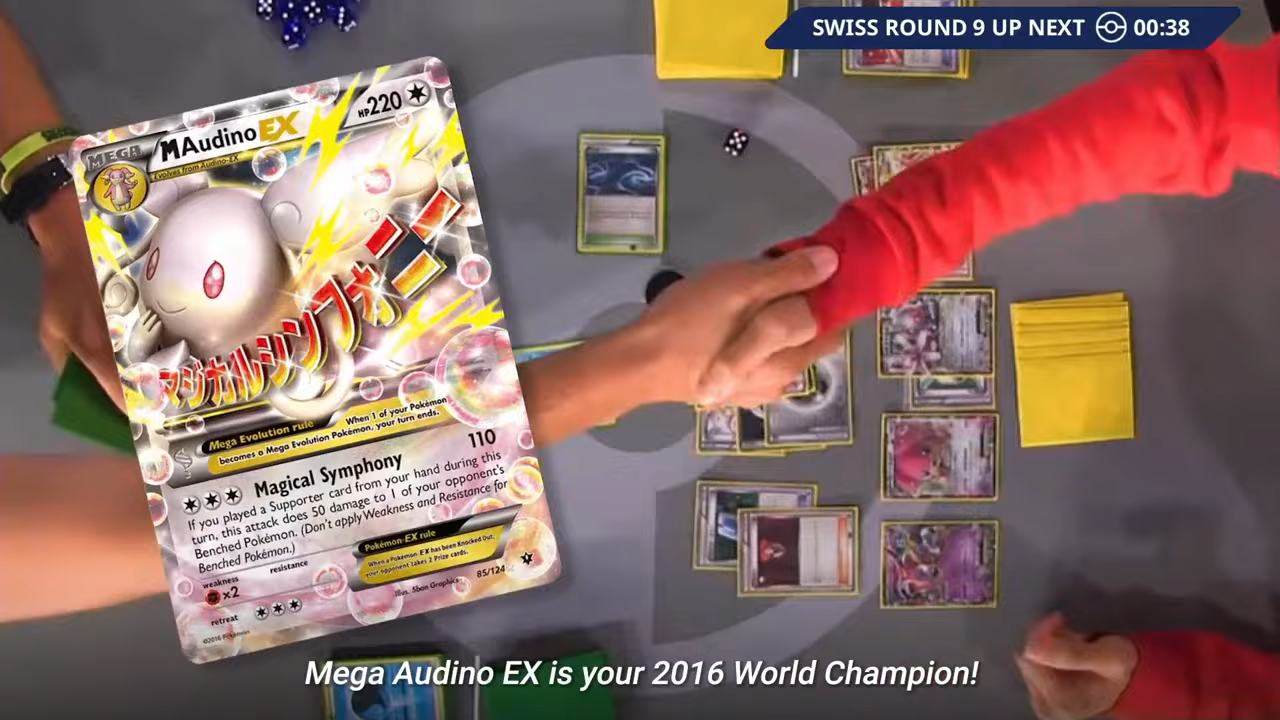 SWISS ROUND 9 UP NEXT 00:38
MEGA
M Audino EX
HP 220
Evolves from Audino-EX
マジカルシンフォニー
Mega Evolution rule
When 1 of your Pokémon
becomes a Mega Evolution Pokémon, your turn ends.
Magical Symphony 110
If you played a Supporter card from your hand during this
turn, this attack does 50 damage to 1 of your opponent's
Benched Pokémon. (Don't apply Weakness and Resistance for
Benched Pokémon.)
Pokémon-EX rule
When a Pokémon-EX has been Knocked Out,
your opponent takes 2 Prize cards.
weakness
×2
resistance
retreat
Illus. 5ban Graphics
85/124
©2016 Pokémon
Mega Audino EX is your 2016 World Champion!